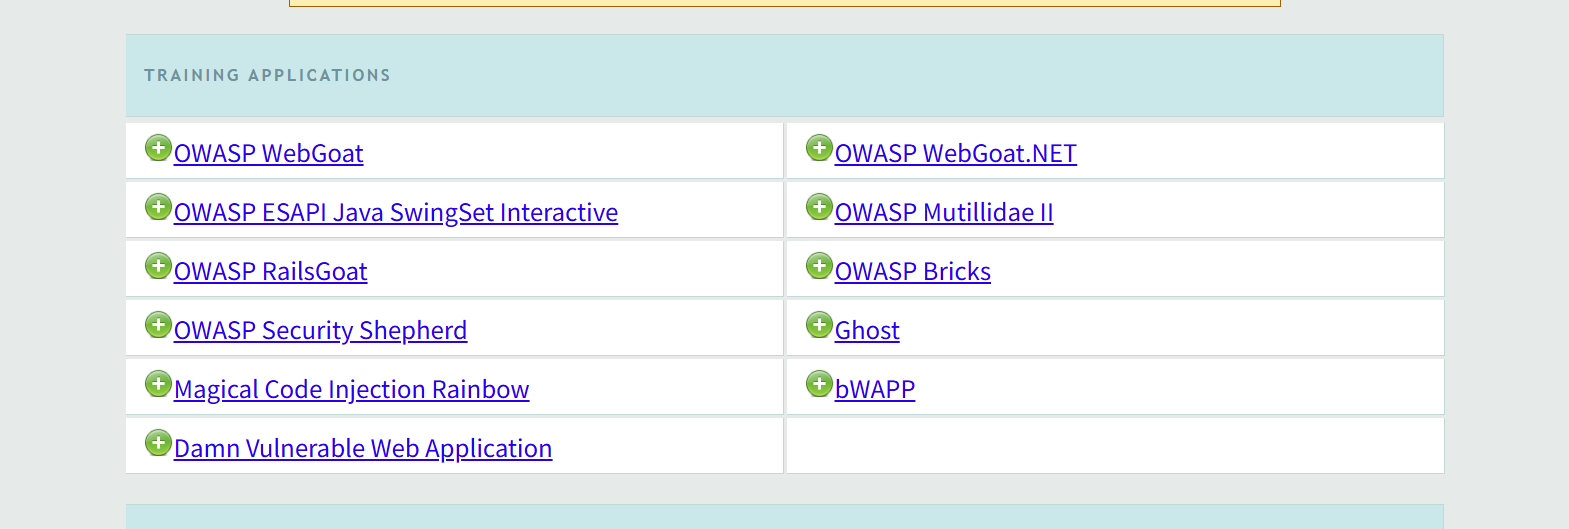 TRAINING APPLICATIONS
OWASP WebGoat
OWASP WebGoat.NET
OWASP ESAPI Java SwingSet Interactive
OWASP Mutillidae II
OWASP RailsGoat
OWASP Bricks
OWASP Security Shepherd
Ghost
Magical Code Injection Rainbow
bWAPP
Damn Vulnerable Web Application